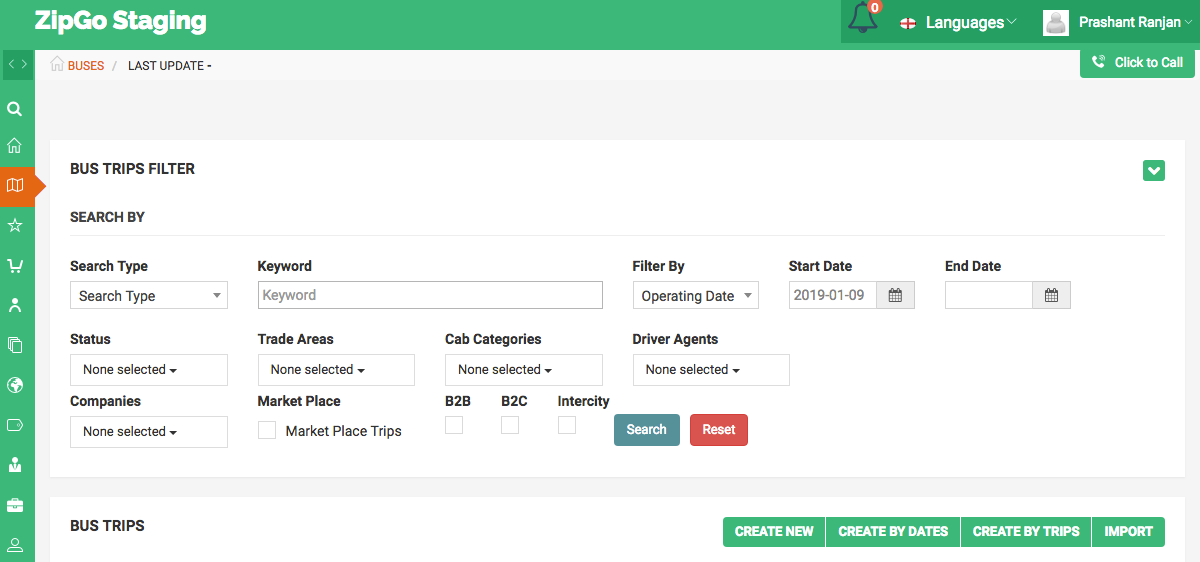 ZipGo Staging
0
Languages
Prashant Ranjan
BUSES / LAST UPDATE -
Click to Call
BUS TRIPS FILTER
SEARCH BY
Search Type Keyword Filter By Start Date End Date
Search Type Keyword Operating Date 2019-01-09
Status Trade Areas Cab Categories Driver Agents
None selected None selected None selected None selected
Companies Market Place B2B B2C Intercity
None selected Market Place Trips Search Reset
BUS TRIPS
CREATE NEW CREATE BY DATES CREATE BY TRIPS IMPORT